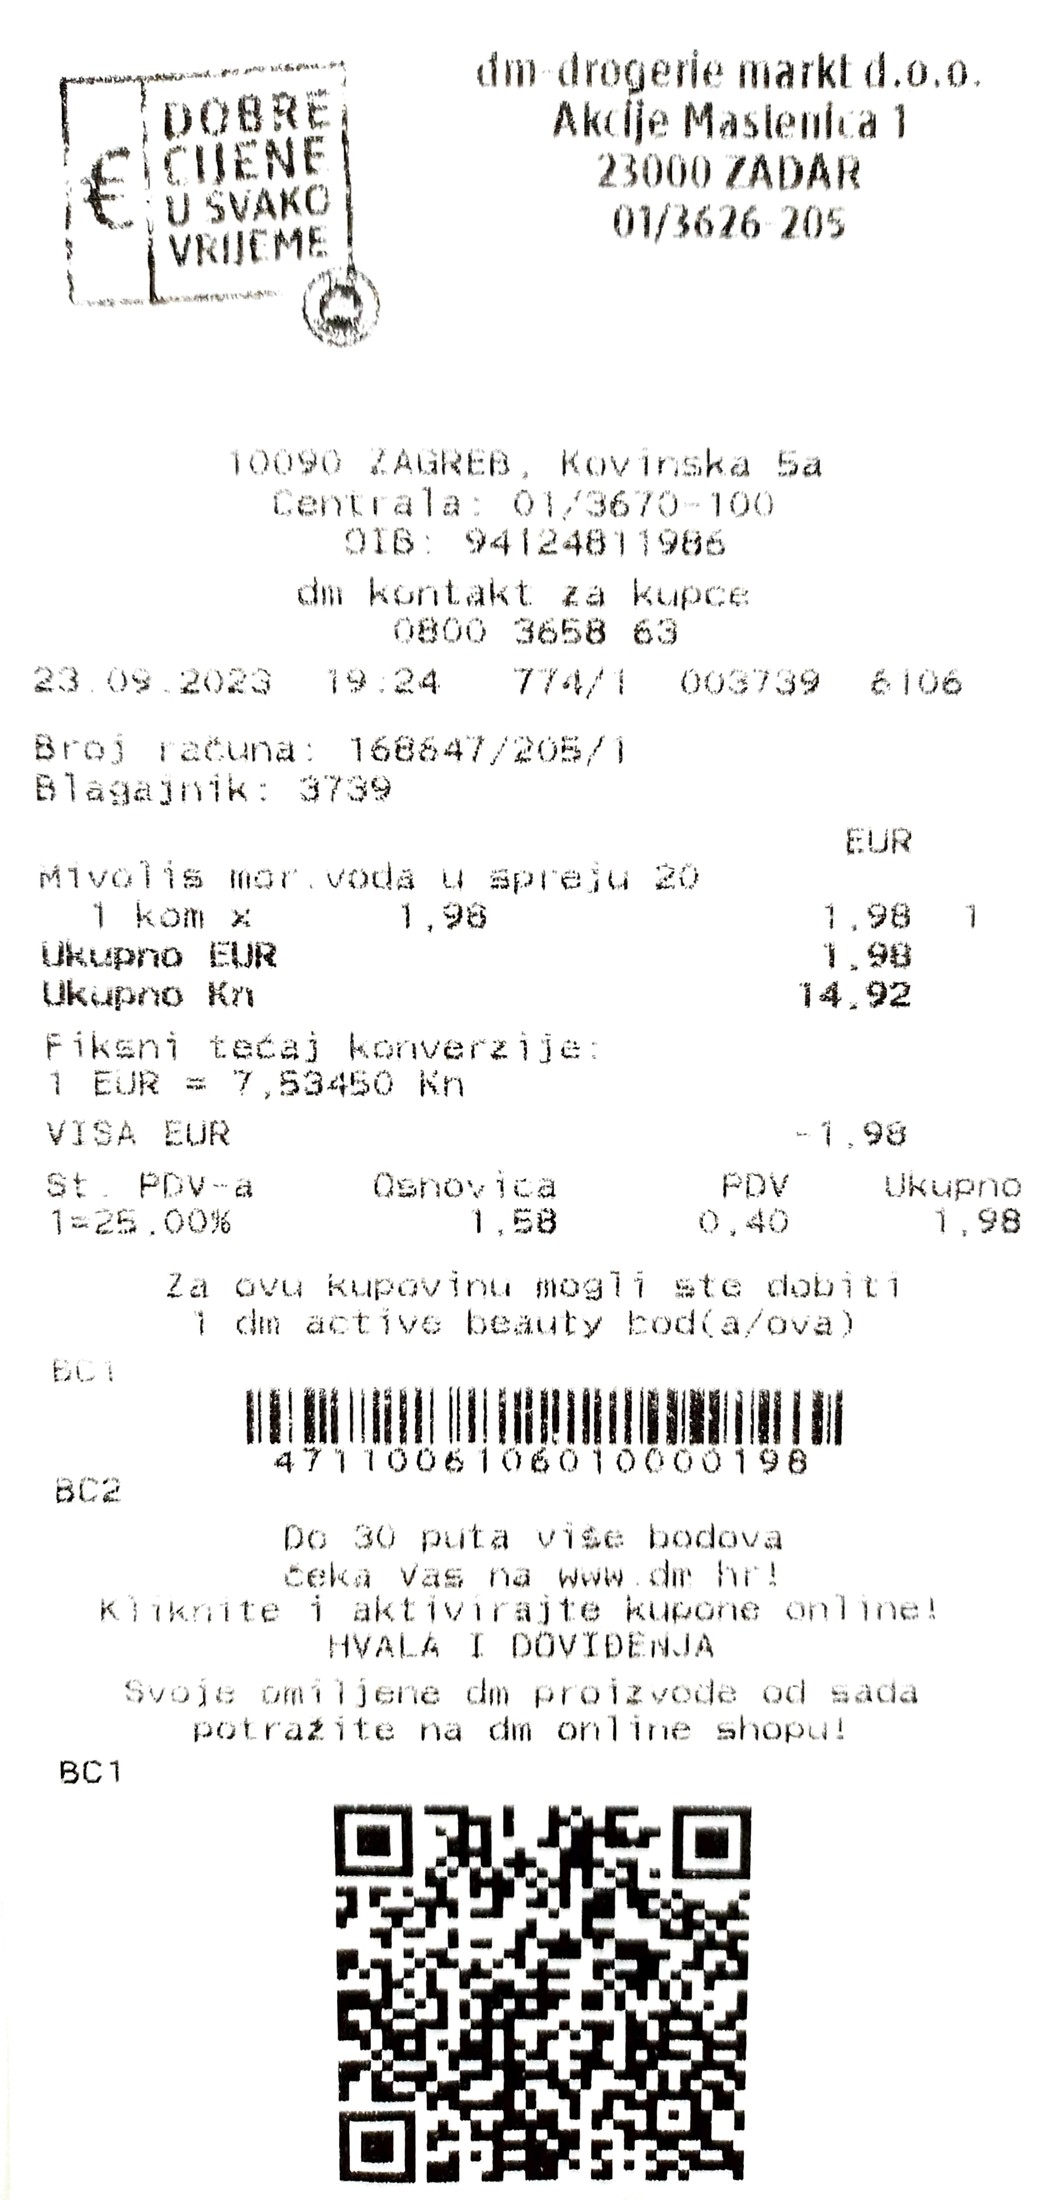 DOBRE
CIJENE
€ U SVAKO
VRIJEME
dm-drogerie markt d.o.o.
Akcije Maslenica 1
23000 ZADAR
01/3626-205
10090 ZAGREB, Kovinska 5a
Centrala: 01/3670-100
OIB: 94124811986
dm kontakt za kupce
0800 3658 63
23.09.2023 19:24 774/1 003739 6106
Broj računa: 168647/205/1
Blagajnik: 3739
EUR
Mivolis mor.voda u spreju 20
1 kom x 1,98 1,98 1
Ukupno EUR 1,98
Ukupno Kn 14,92
Fiksni tečaj konverzije:
1 EUR = 7,53450 Kn
VISA EUR -1,98
St. PDV-a Osnovica PDV Ukupno
1=25,00% 1,58 0,40 1,98
Za ovu kupovinu mogli ste dobiti
1 dm active beauty bod(a/ova)
BC1
4711006106010000198
BC2
Do 30 puta više bodova
čeka Vas na www.dm.hr!
Kliknite i aktivirajte kupone online!
HVALA I DOVIĐENJA
Svoje omiljene dm proizvode od sada
potražite na dm online shopu!
BC1